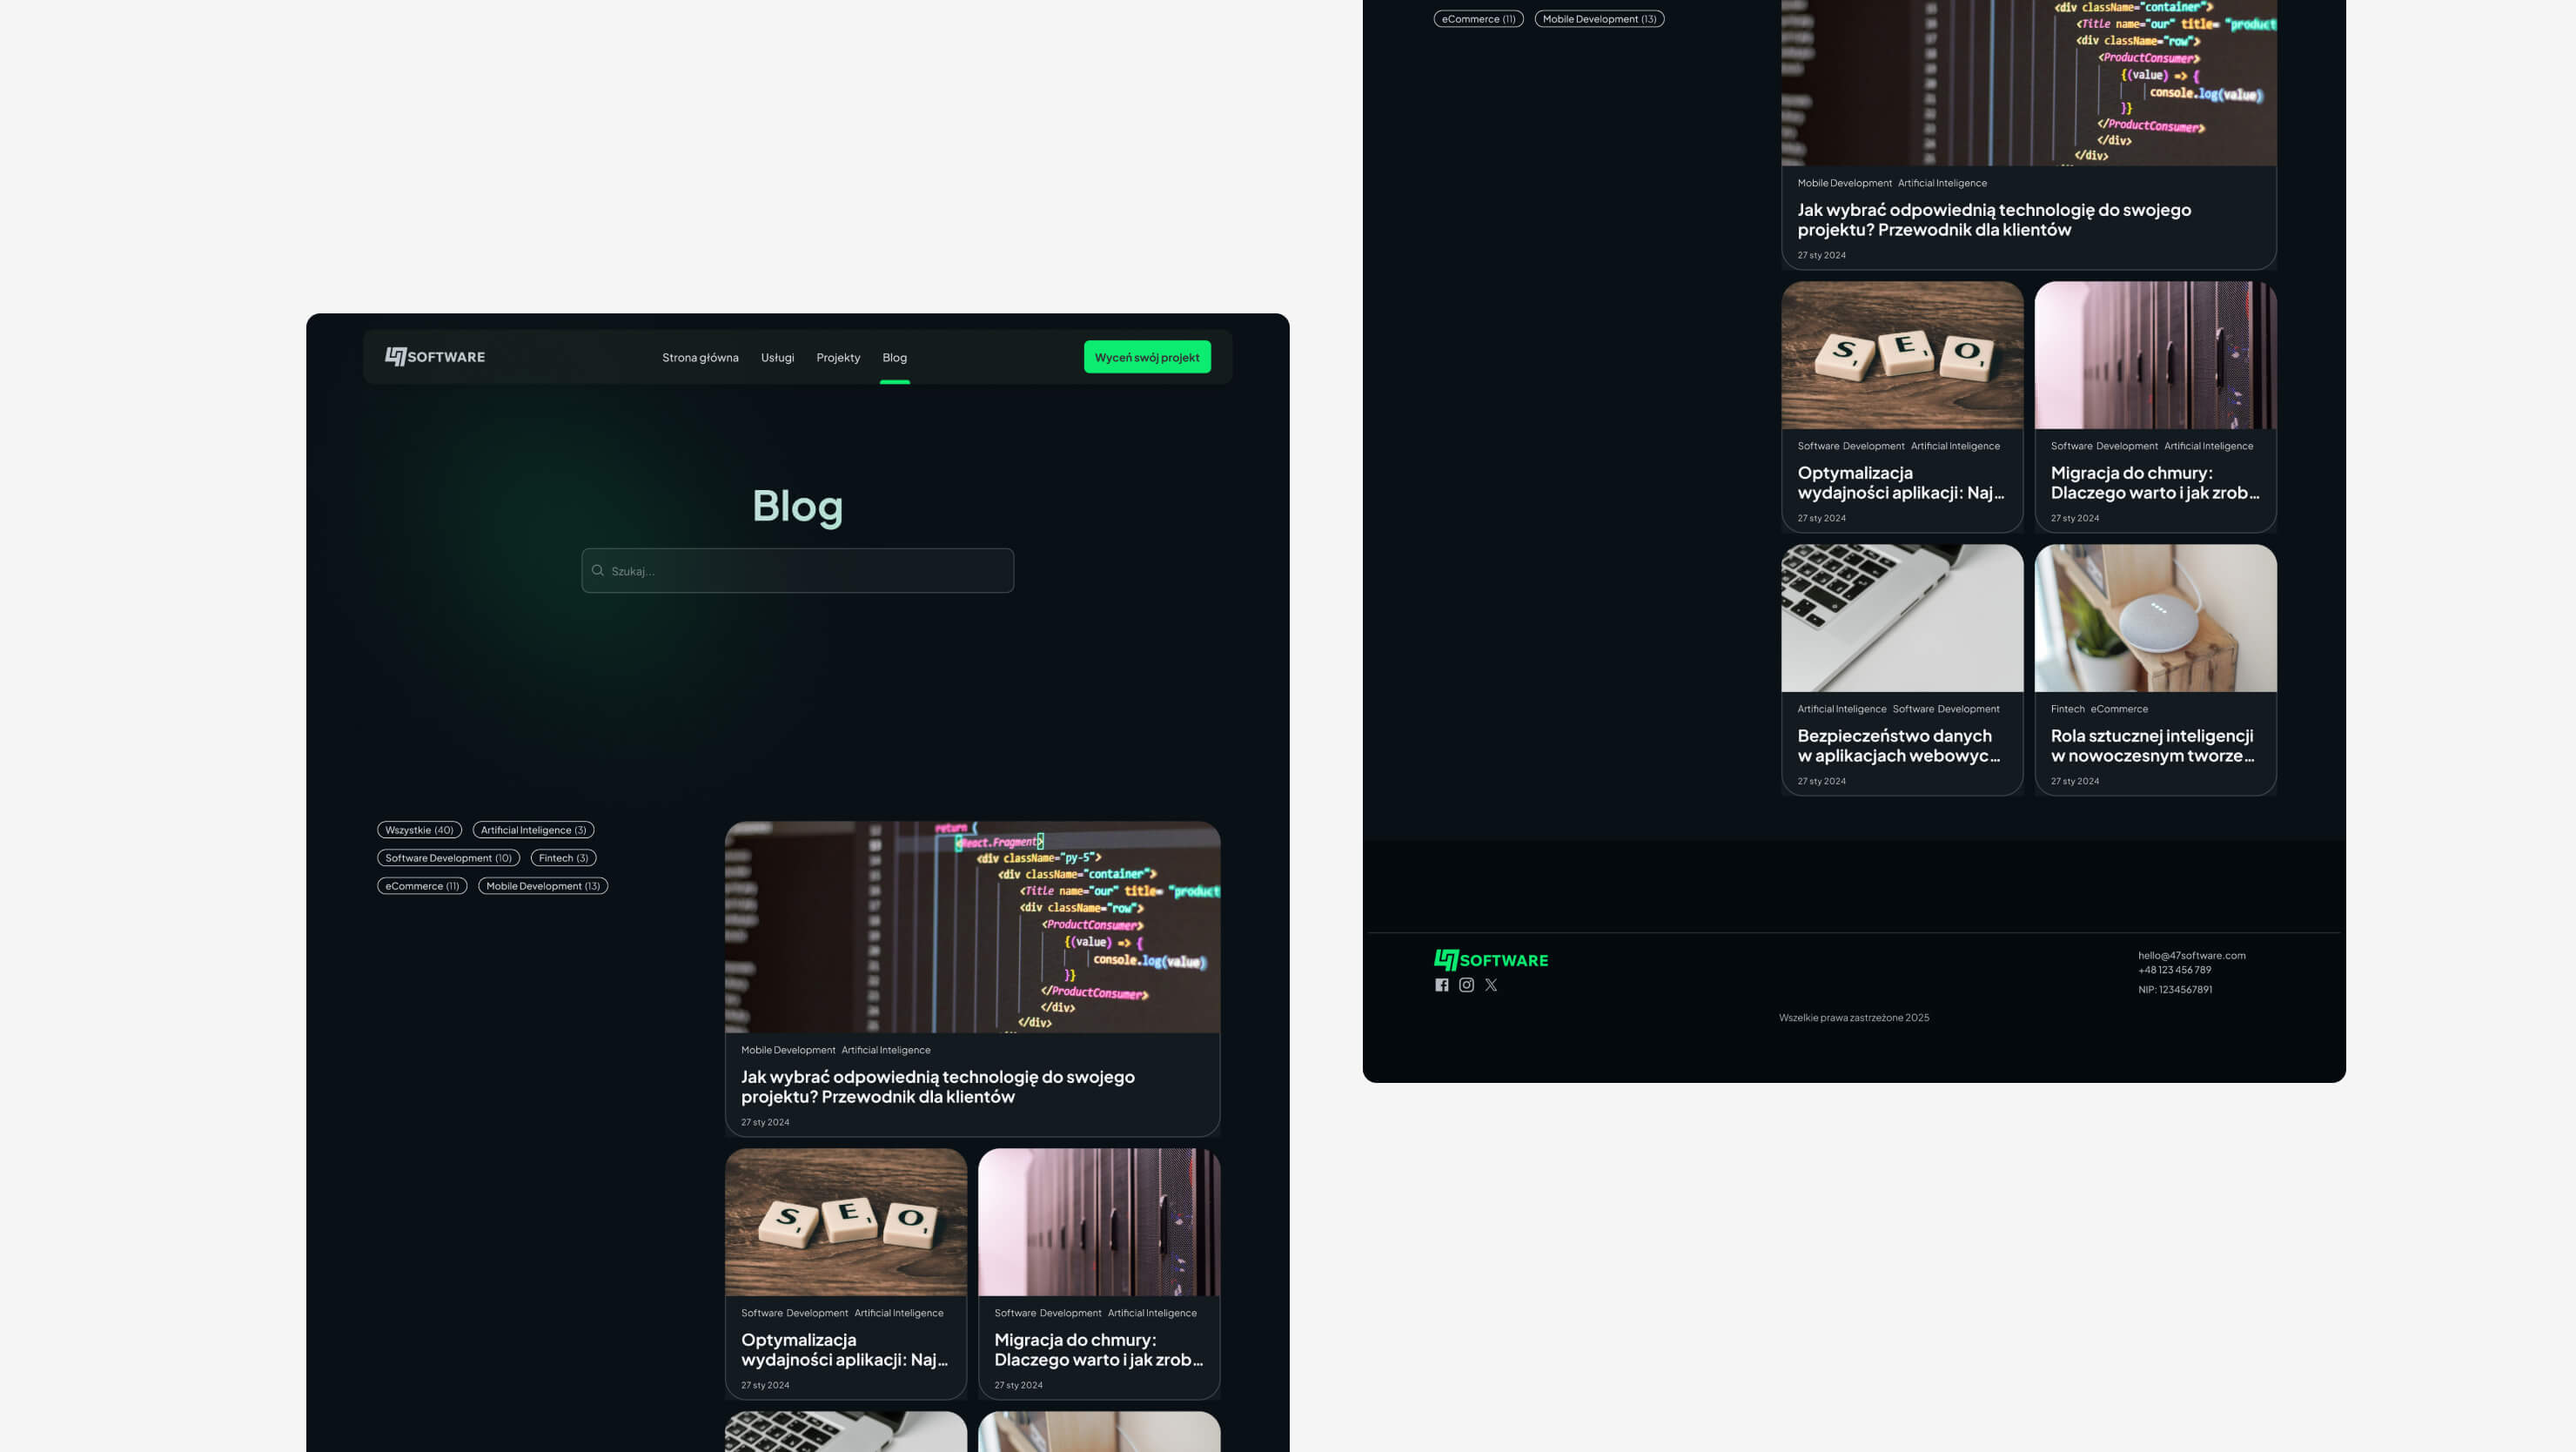 47SOFTWARE
Strona główna
Usługi
Projekty
Blog
Wyceń swój projekt
Blog
Szukaj...
Wszystkie (40)
Artificial Inteligence (3)
Software Development (10)
Fintech (3)
eCommerce (11)
Mobile Development (13)
return (
<React.Fragment>
<div className="py-5">
<div className="container">
<Title name="our" title= "product
<div className="row">
<ProductConsumer>
{(value) => {
console.log(value)
}}
</ProductConsumer>
</div>
</div>
Mobile Development Artificial Inteligence
Jak wybrać odpowiednią technologię do swojego
projektu? Przewodnik dla klientów
27 sty 2024
S E O
Software Development Artificial Inteligence
Optymalizacja
wydajności aplikacji: Naj...
27 sty 2024
Software Development Artificial Inteligence
Migracja do chmury:
Dlaczego warto i jak zrob...
27 sty 2024
eCommerce (11)
Mobile Development (13)
<div className="container">
<Title name="our" title= "product
<div className="row">
<ProductConsumer>
{(value) => {
console.log(value)
}}
</ProductConsumer>
</div>
</div>
Mobile Development Artificial Inteligence
Jak wybrać odpowiednią technologię do swojego
projektu? Przewodnik dla klientów
27 sty 2024
S E O
Software Development Artificial Inteligence
Optymalizacja
wydajności aplikacji: Naj...
27 sty 2024
Software Development Artificial Inteligence
Migracja do chmury:
Dlaczego warto i jak zrob...
27 sty 2024
Artificial Inteligence Software Development
Bezpieczeństwo danych
w aplikacjach webowyc...
27 sty 2024
Fintech eCommerce
Rola sztucznej inteligencji
w nowoczesnym tworze...
27 sty 2024
47SOFTWARE
hello@47software.com
+48 123 456 789
NIP: 1234567891
Wszelkie prawa zastrzeżone 2025